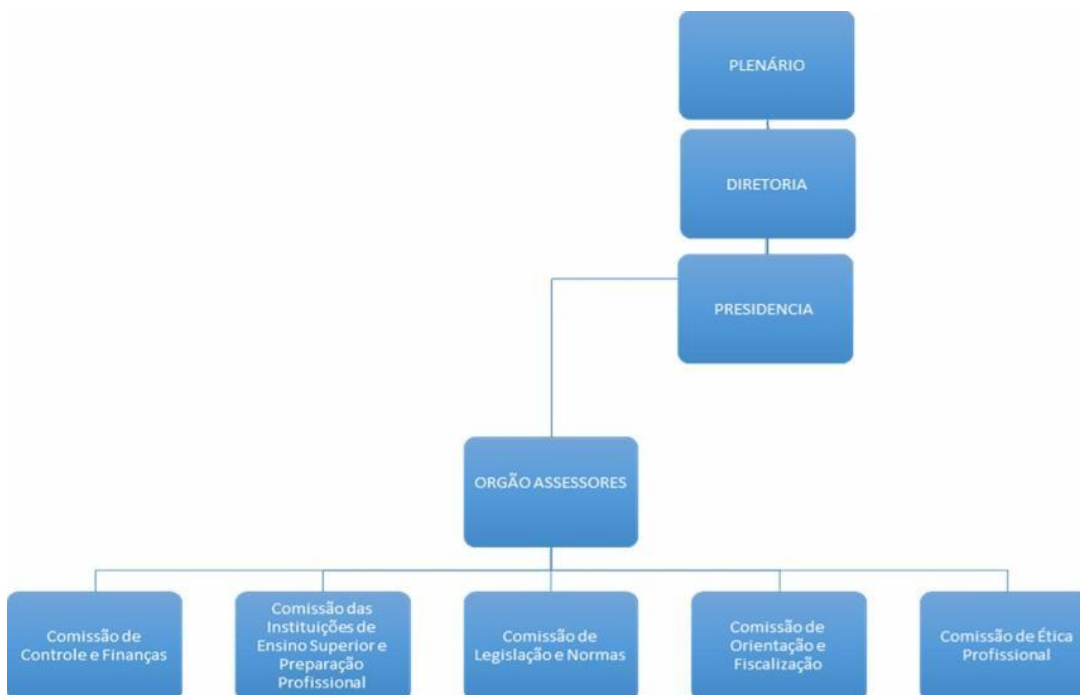 PLENÁRIO
DIRETORIA
PRESIDENCIA
ORGÃO ASSESSORES
Comissão de
Controle e Finanças
Comissão das
Instituições de
Ensino Superior e
Preparação
Profissional
Comissão de
Legislação e Normas
Comissão de
Orientação e
Fiscalização
Comissão de Ética
Profissional